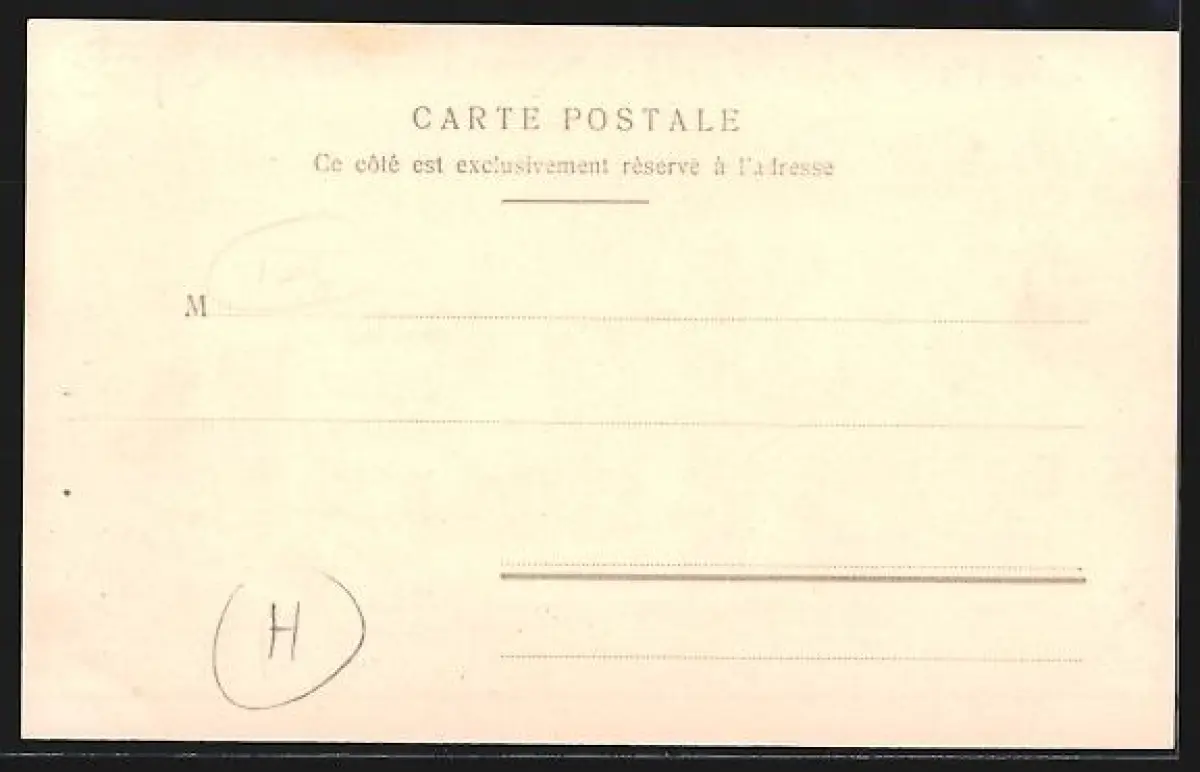 CARTE POSTALE
Ce côté est exclusivement réservé à l'adresse
M
H